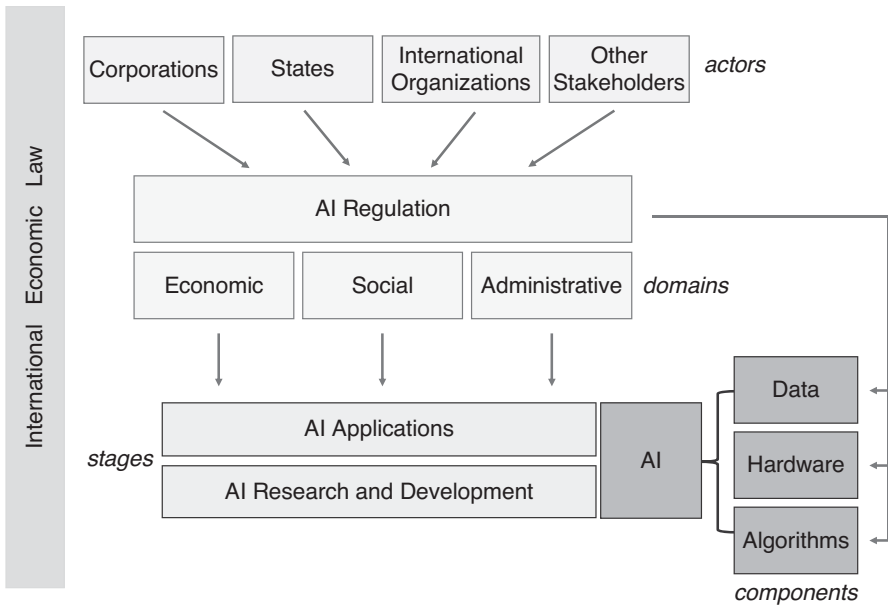 International Economic Law
Corporations
States
International
Organizations
Other
Stakeholders
actors
AI Regulation
Economic
Social
Administrative
domains
stages
AI Applications
AI Research and Development
AI
Data
Hardware
Algorithms
components